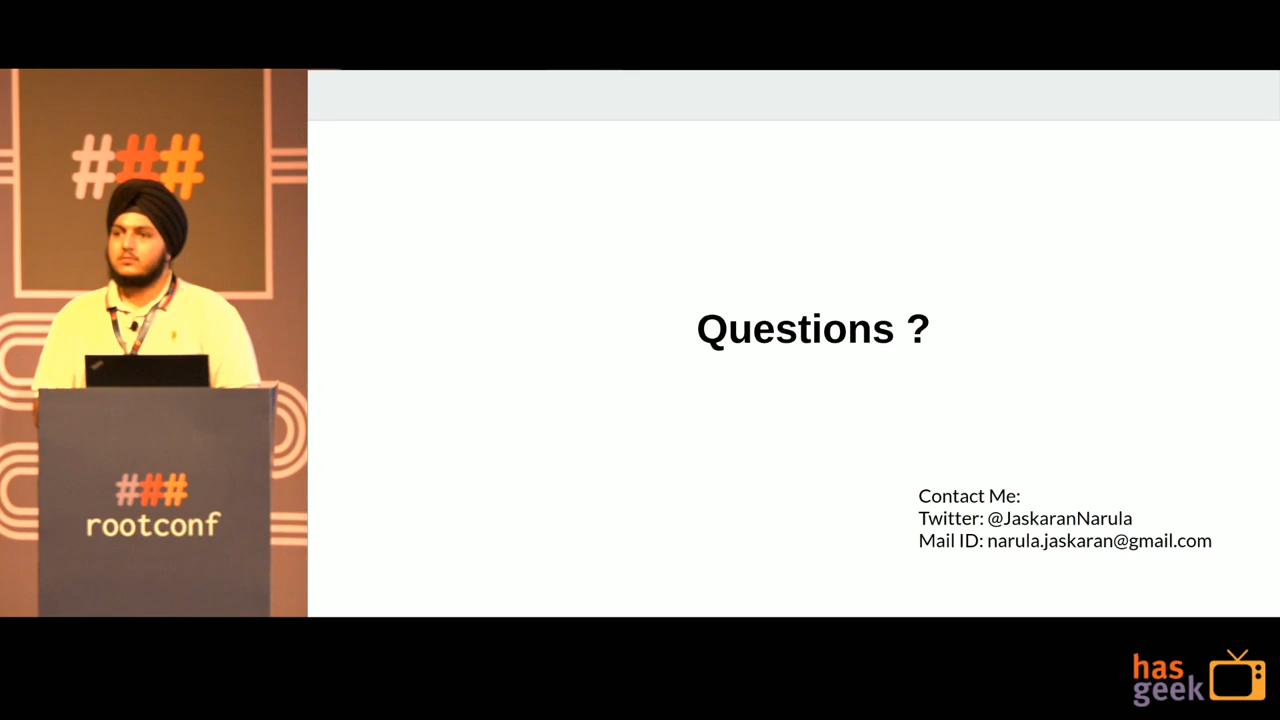 ###
###
rootconf
Questions ?
Contact Me:
Twitter: @JaskaranNarula
Mail ID: narula.jaskaran@gmail.com
has
geek